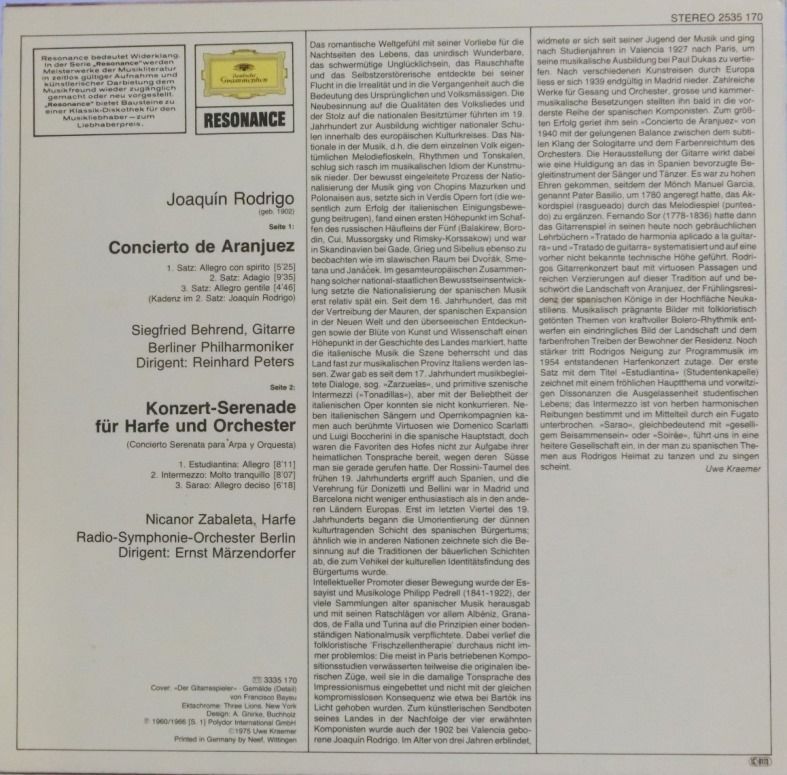 STEREO 2535 170
Resonance bedeutet Widerklang.
In der Serie „Resonance" werden
Meisterwerke der Musikliteratur
in zeitlos gültiger Aufnahme und
künstlerischer Darbietung dem
Musikfreund wieder zugänglich
gemacht oder neu vorgestellt.
„Resonance" bietet Bausteine zu
einer Klassik-Diskothek für den
Musikliebhaber – zum
Liebhaberpreis.
Deutsche
Grammophon
RESONANCE
Joaquín Rodrigo
(geb. 1902)
Seite 1:
Concierto de Aranjuez
1. Satz: Allegro con spirito [5'25]
2. Satz: Adagio [9'35]
3. Satz: Allegro gentile [4'46]
(Kadenz im 2. Satz: Joaquín Rodrigo)
Siegfried Behrend, Gitarre
Berliner Philharmoniker
Dirigent: Reinhard Peters
Seite 2:
Konzert-Serenade
für Harfe und Orchester
(Concierto Serenata para Arpa y Orquesta)
1. Estudiantina: Allegro [8'11]
2. Intermezzo: Molto tranquillo [8'07]
3. Sarao: Allegro deciso [6'18]
Nicanor Zabaleta, Harfe
Radio-Symphonie-Orchester Berlin
Dirigent: Ernst Märzendorfer
3335 170
Cover: »Der Gitarrespieler« Gemälde (Detail)
von Francisco Bayeu
Ektachrome: Three Lions, New York
Design: A. Gnirke, Buchholz
℗ 1960/1966 [S. 1] Polydor International GmbH
©1975 Uwe Kraemer
Printed in Germany by Neef, Wittingen
Das romantische Weltgefühl mit seiner Vorliebe für die
Nachtseiten des Lebens, das unirdisch Wunderbare,
das schwermütige Unglücklichsein, das Rauschhafte
und das Selbstzerstörerische entdeckte bei seiner
Flucht in die Irrealität und in die Vergangenheit auch die
Bedeutung des Ursprünglichen und Volksmässigen. Die
Neubesinnung auf die Qualitäten des Volksliedes und
der Stolz auf die nationalen Besitztümer führten im 19.
Jahrhundert zur Ausbildung wichtiger nationaler Schu-
len innerhalb des europäischen Kulturkreises. Das Na-
tionale in der Musik, d.h. die dem einzelnen Volk eigen-
tümlichen Melodiefloskeln, Rhythmen und Tonskalen,
schlug sich rasch im musikalischen Idiom der Kunstmu-
sik nieder. Der bewusst eingeleitete Prozess der Natio-
nalisierung der Musik ging von Chopins Mazurken und
Polonaisen aus, setzte sich in Verdis Opern fort (die we-
sentlich zum Erfolg der italienischen Einigungsbewe-
gung beitrugen), fand einen ersten Höhepunkt im Schaf-
fen des russischen Häufleins der Fünf (Balakirew, Boro-
din, Cui, Mussorgsky und Rimsky-Korssakow) und war
in Skandinavien bei Gade, Grieg und Sibelius ebenso zu
beobachten wie im slawischen Raum bei Dvorák, Sme-
tana und Janáček. Im gesamteuropäischen Zusammen-
hang solcher national-staatlichen Bewusstseinsentwick-
lung setzte die Nationalisierung der spanischen Musik
erst relativ spät ein. Seit dem 16. Jahrhundert, das mit
der Vertreibung der Mauren, der spanischen Expansion
in der Neuen Welt und den überseeischen Entdeckun-
gen sowie der Blüte von Kunst und Wissenschaft einen
Höhepunkt in der Geschichte des Landes markiert, hatte
die italienische Musik die Szene beherrscht und das
Land fast zur musikalischen Provinz Italiens werden las-
sen. Zwar gab es seit dem 17. Jahrhundert musikbeglei-
tete Dialoge, sog. »Zarzuelas«, und primitive szenische
Intermezzi (»Tonadillas«), aber mit der Beliebtheit der
italienischen Oper konnten sie nicht konkurrieren. Ne-
ben italienischen Sängern und Opernkompagnien ka-
men auch berühmte Virtuosen wie Domenico Scarlatti
und Luigi Boccherini in die spanische Hauptstadt, doch
waren die Favoriten des Hofes nicht zur Aufgabe ihrer
heimatlichen Tonsprache bereit, wegen deren Süsse
man sie gerade gerufen hatte. Der Rossini-Taumel des
frühen 19. Jahrhunderts ergriff auch Spanien, und die
Verehrung für Donizetti und Bellini war in Madrid und
Barcelona nicht weniger enthusiastisch als in den ande-
ren Ländern Europas. Erst im letzten Viertel des 19.
Jahrhunderts begann die Umorientierung der dünnen
kulturtragenden Schicht des spanischen Bürgertums;
ähnlich wie in anderen Nationen zeichnete sich die Be-
sinnung auf die Traditionen der bäuerlichen Schichten
ab, die zum Vehikel der kulturellen Identitätsfindung des
Bürgertums wurde.
Intellektueller Promoter dieser Bewegung wurde der Es-
sayist und Musikologe Philipp Pedrell (1841-1922), der
viele Sammlungen alter spanischer Musik herausgab
und mit seinen Ratschlägen vor allem Albéniz, Grana-
dos, de Falla und Turina auf die Prinzipien einer boden-
ständigen Nationalmusik verpflichtete. Dabei verlief die
folkloristische 'Frischzellentherapie' durchaus nicht im-
mer problemlos: Die meist in Paris betriebenen Kompo-
sitionsstudien verwässerten teilweise die originalen ibe-
rischen Züge, weil sie in die damalige Tonsprache des
Impressionismus eingebettet und nicht mit der gleichen
kompromisslosen Konsequenz wie etwa bei Bartók ins
Licht gehoben wurden. Zum künstlerischen Sendboten
seines Landes in der Nachfolge der vier erwähnten
Komponisten wurde auch der 1902 in Valencia gebo-
rene Joaquín Rodrigo. Im Alter von drei Jahren erblindet,
widmete er sich seit seiner Jugend der Musik und ging
nach Studienjahren in Valencia 1927 nach Paris, um
seine musikalische Ausbildung bei Paul Dukas zu vertie-
fen. Nach verschiedenen Kunstreisen durch Europa
liess er sich 1939 endgültig in Madrid nieder. Zahlreiche
Werke für Gesang und Orchester, grosse und kammer-
musikalische Besetzungen stellten ihn bald in die vor-
derste Reihe der spanischen Komponisten. Zum größ-
ten Erfolg geriet ihm sein »Concierto de Aranjuez« von
1940 mit der gelungenen Balance zwischen dem subti-
len Klang der Sologitarre und dem Farbenreichtum des
Orchesters. Die Herausstellung der Gitarre wirkt dabei
wie eine Huldigung an das in Spanien bevorzugte Be-
gleitinstrument der Sänger und Tänzer. Es war zu hohen
Ehren gekommen, seitdem der Mönch Manuel Garcia,
genannt Pater Basilio, um 1780 angeregt hatte, das Ak-
kordspiel (rasgueado) durch das Melodiespiel (puntea-
do) zu ergänzen. Fernando Sor (1778-1836) hatte dann
das Gitarrenspiel in seinen heute noch gebräuchlichen
Lehrbüchern »Tratado de harmonia aplicado a la guitar-
ra« und »Tratado de guitarra« systematisiert und auf eine
vorher nicht bekannte technische Höhe geführt. Rodri-
gos Gitarrenkonzert baut mit virtuosen Passagen und
reichen Verzierungen auf dieser Tradition auf und be-
schwört die Landschaft von Aranjuez, der Frühlingsresi-
denz der spanischen Könige in der Hochfläche Neuka-
stiliens. Musikalisch prägnante Bilder mit folkloristisch
getönten Themen von kraftvoller Bolero-Rhythmik ent-
werfen ein eindringliches Bild der Landschaft und dem
farbenfrohen Treiben der Bewohner der Residenz. Noch
stärker tritt Rodrigos Neigung zur Programmusik im
1954 entstandenen Harfenkonzert zutage. Der erste
Satz mit dem Titel »Estudiantina« (Studentenkapelle)
zeichnet mit einem fröhlichen Hauptthema und vorwitzi-
gen Dissonanzen die Ausgelassenheit studentischen
Lebens; das Intermezzo ist von herben harmonischen
Reibungen bestimmt und im Mittelteil durch ein Fugato
unterbrochen. »Sarao«, gleichbedeutend mit »geselli-
gem Beisammensein« oder »Soirée«, führt uns in eine
heitere Gesellschaft ein, in der man zu spanischen The-
men aus Rodrigos Heimat zu tanzen und zu singen
scheint.
Uwe Kraemer